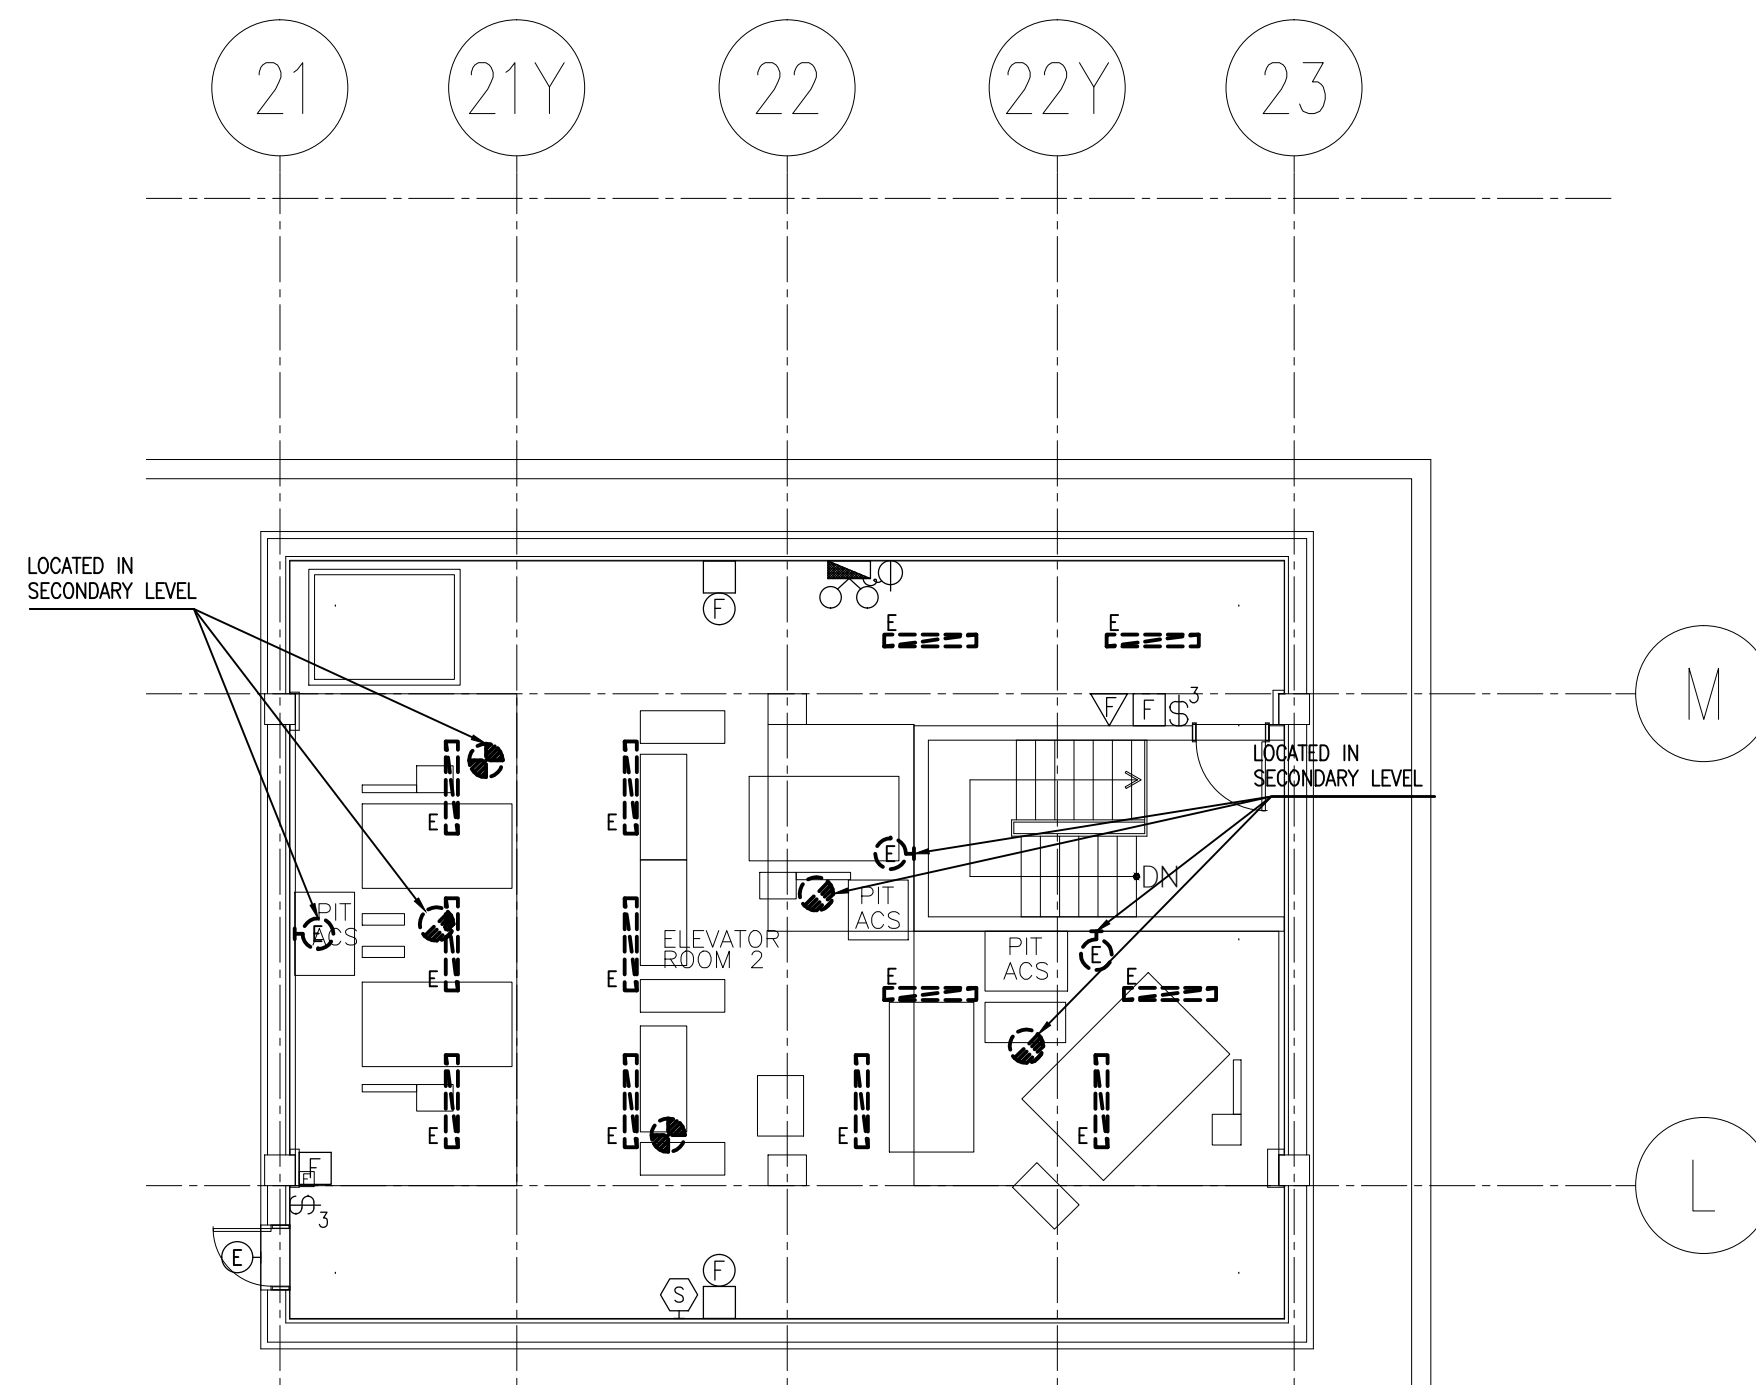 21 21Y 22 22Y 23
LOCATED IN
SECONDARY LEVEL
F
E E
M
F F $ 3
LOCATED IN
SECONDARY LEVEL
E E
E
DN
PIT
ACS
E
PIT
ACS
ELEVATOR
ROOM 2
PIT
ACS
E
E E
E E
E E E E
F
F
$ 3
L
E
F
S